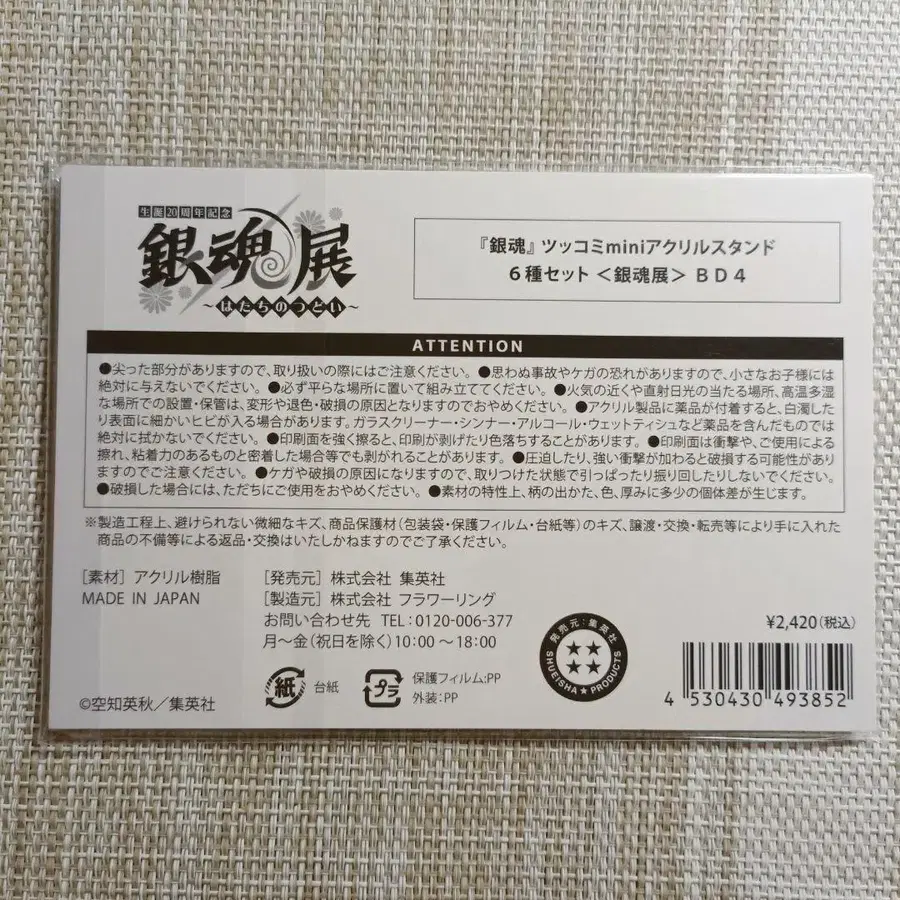 生誕20周年記念
銀魂展
～はたちのつどい～
『銀魂』ツッコミminiアクリルスタンド
6種セット＜銀魂展＞ＢＤ４
ATTENTION
●尖った部分がありますので、取り扱いの際にはご注意ください。 ●思わぬ事故やケガの恐れがありますので、小さなお子様には
絶対に与えないでください。 ●必ず平らな場所に置いて組み立ててください。 ●火気の近くや直射日光の当たる場所、高温多湿
な場所での設置・保管は、変形や退色・破損の原因となりますのでおやめください。 ●アクリル製品に薬品が付着すると、白濁した
り表面に細かいヒビが入る場合があります。ガラスクリーナー・シンナー・アルコール・ウェットティシュなど薬品を含んだものでは
絶対に拭かないでください。 ●印刷面を強く擦ると、印刷が剥げたり色落ちすることがあります。 ●印刷面は衝撃や、ご使用による
擦れ、粘着力のあるものと密着した場合等でも剥がれることがあります。 ●圧迫したり、強い衝撃が加わると破損する可能性があり
ますのでご注意ください。 ●ケガや破損の原因になりますので、取りつけた状態で引っぱったり振り回したりしないでください。
●破損した場合には、ただちにご使用をおやめください。 ●素材の特性上、柄の出かた、色、厚みに多少の個体差が生じます。
※製造工程上、避けられない微細なキズ、商品保護材（包装袋・保護フィルム・台紙等）のキズ、譲渡・交換・転売等により手に入れた
商品の不備等による返品・交換はいたしかねますのでご了承ください。
［素材］アクリル樹脂
MADE IN JAPAN
［発売元］株式会社 集英社
［製造元］株式会社 フラワーリング
お問い合わせ先 TEL:0120-006-377
月～金（祝日を除く）10:00～18:00
紙 台紙
プラ 保護フィルム:PP
外装:PP
発売元：集英社
SHUEISHA★PRODUCTS
¥2,420（税込）
4 530430 493852
©空知英秋／集英社